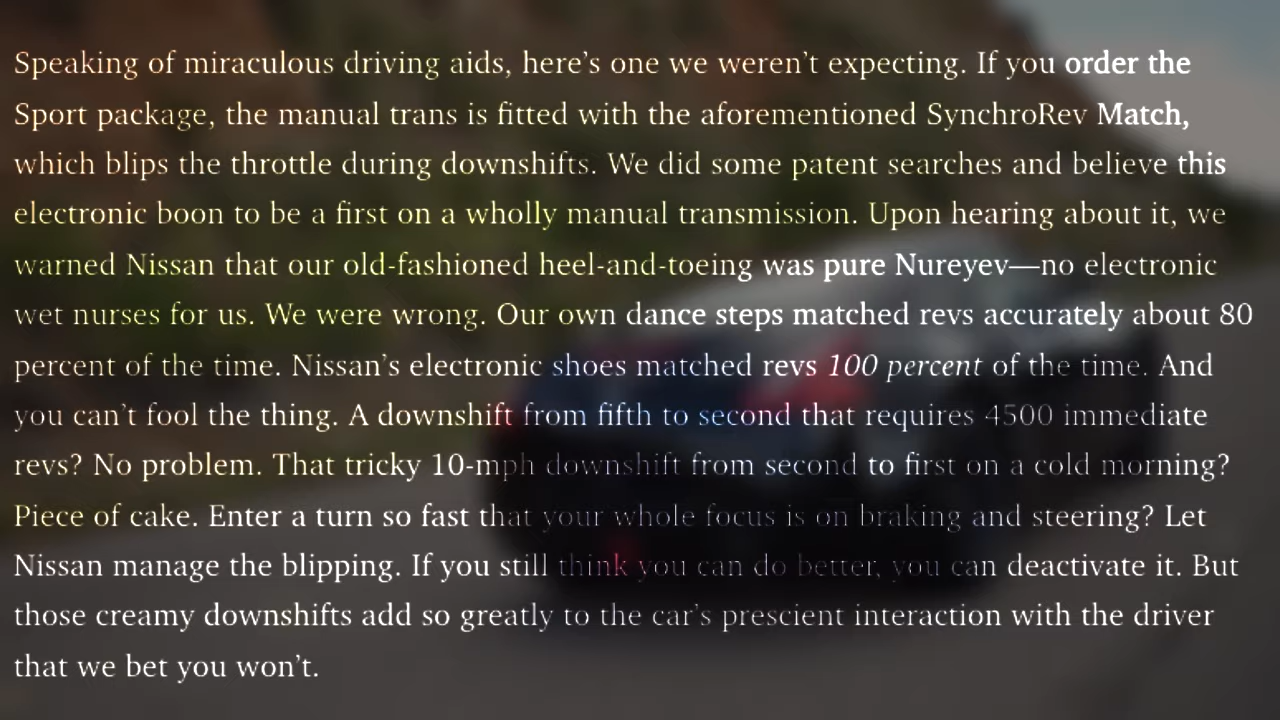 Speaking of miraculous driving aids, here’s one we weren’t expecting. If you order the
Sport package, the manual trans is fitted with the aforementioned SynchroRev Match,
which blips the throttle during downshifts. We did some patent searches and believe this
electronic boon to be a first on a wholly manual transmission. Upon hearing about it, we
warned Nissan that our old-fashioned heel-and-toeing was pure Nureyev—no electronic
wet nurses for us. We were wrong. Our own dance steps matched revs accurately about 80
percent of the time. Nissan’s electronic shoes matched revs 100 percent of the time. And
you can’t fool the thing. A downshift from fifth to second that requires 4500 immediate
revs? No problem. That tricky 10-mph downshift from second to first on a cold morning?
Piece of cake. Enter a turn so fast that your whole focus is on braking and steering? Let
Nissan manage the blipping. If you still think you can do better, you can deactivate it. But
those creamy downshifts add so greatly to the car’s prescient interaction with the driver
that we bet you won’t.